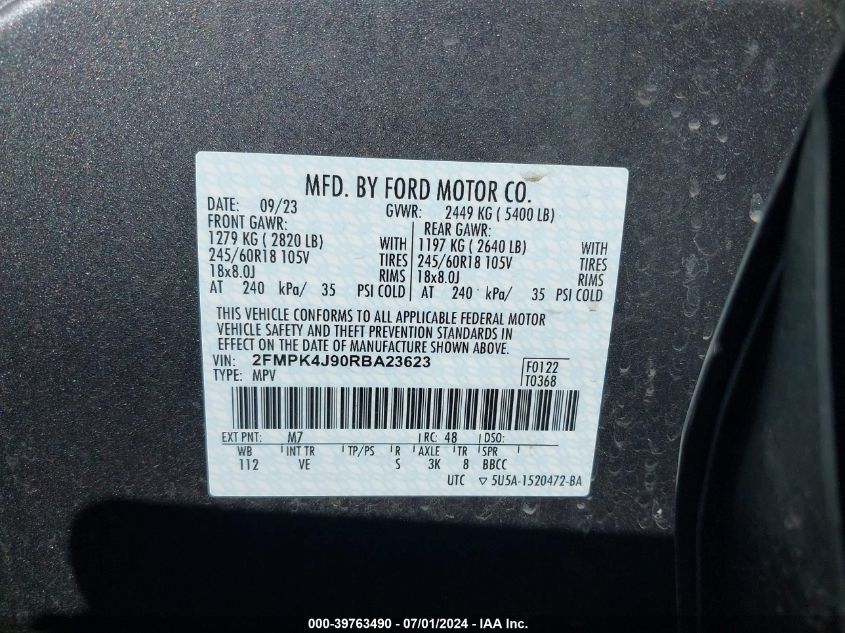 MFD. BY FORD MOTOR CO.
DATE: 09/23 GVWR: 2449 KG ( 5400 LB)
FRONT GAWR: REAR GAWR:
1279 KG ( 2820 LB) WITH 1197 KG ( 2640 LB) WITH
245/60R18 105V TIRES 245/60R18 105V TIRES
18x8.0J RIMS 18x8.0J RIMS
AT 240 kPa/ 35 PSI COLD AT 240 kPa/ 35 PSI COLD
THIS VEHICLE CONFORMS TO ALL APPLICABLE FEDERAL MOTOR
VEHICLE SAFETY AND THEFT PREVENTION STANDARDS IN
EFFECT ON THE DATE OF MANUFACTURE SHOWN ABOVE.
VIN: 2FMPK4J90RBA23623 F0122
TYPE: MPV T0368
EXT PNT: M7 RC: 48 DSO:
WB INT TR TP/PS R AXLE TR SPR
112 VE S 3K 8 BBCC
UTC ▽ 5U5A-1520472-BA
000-39763490 - 07/01/2024 - IAA Inc.